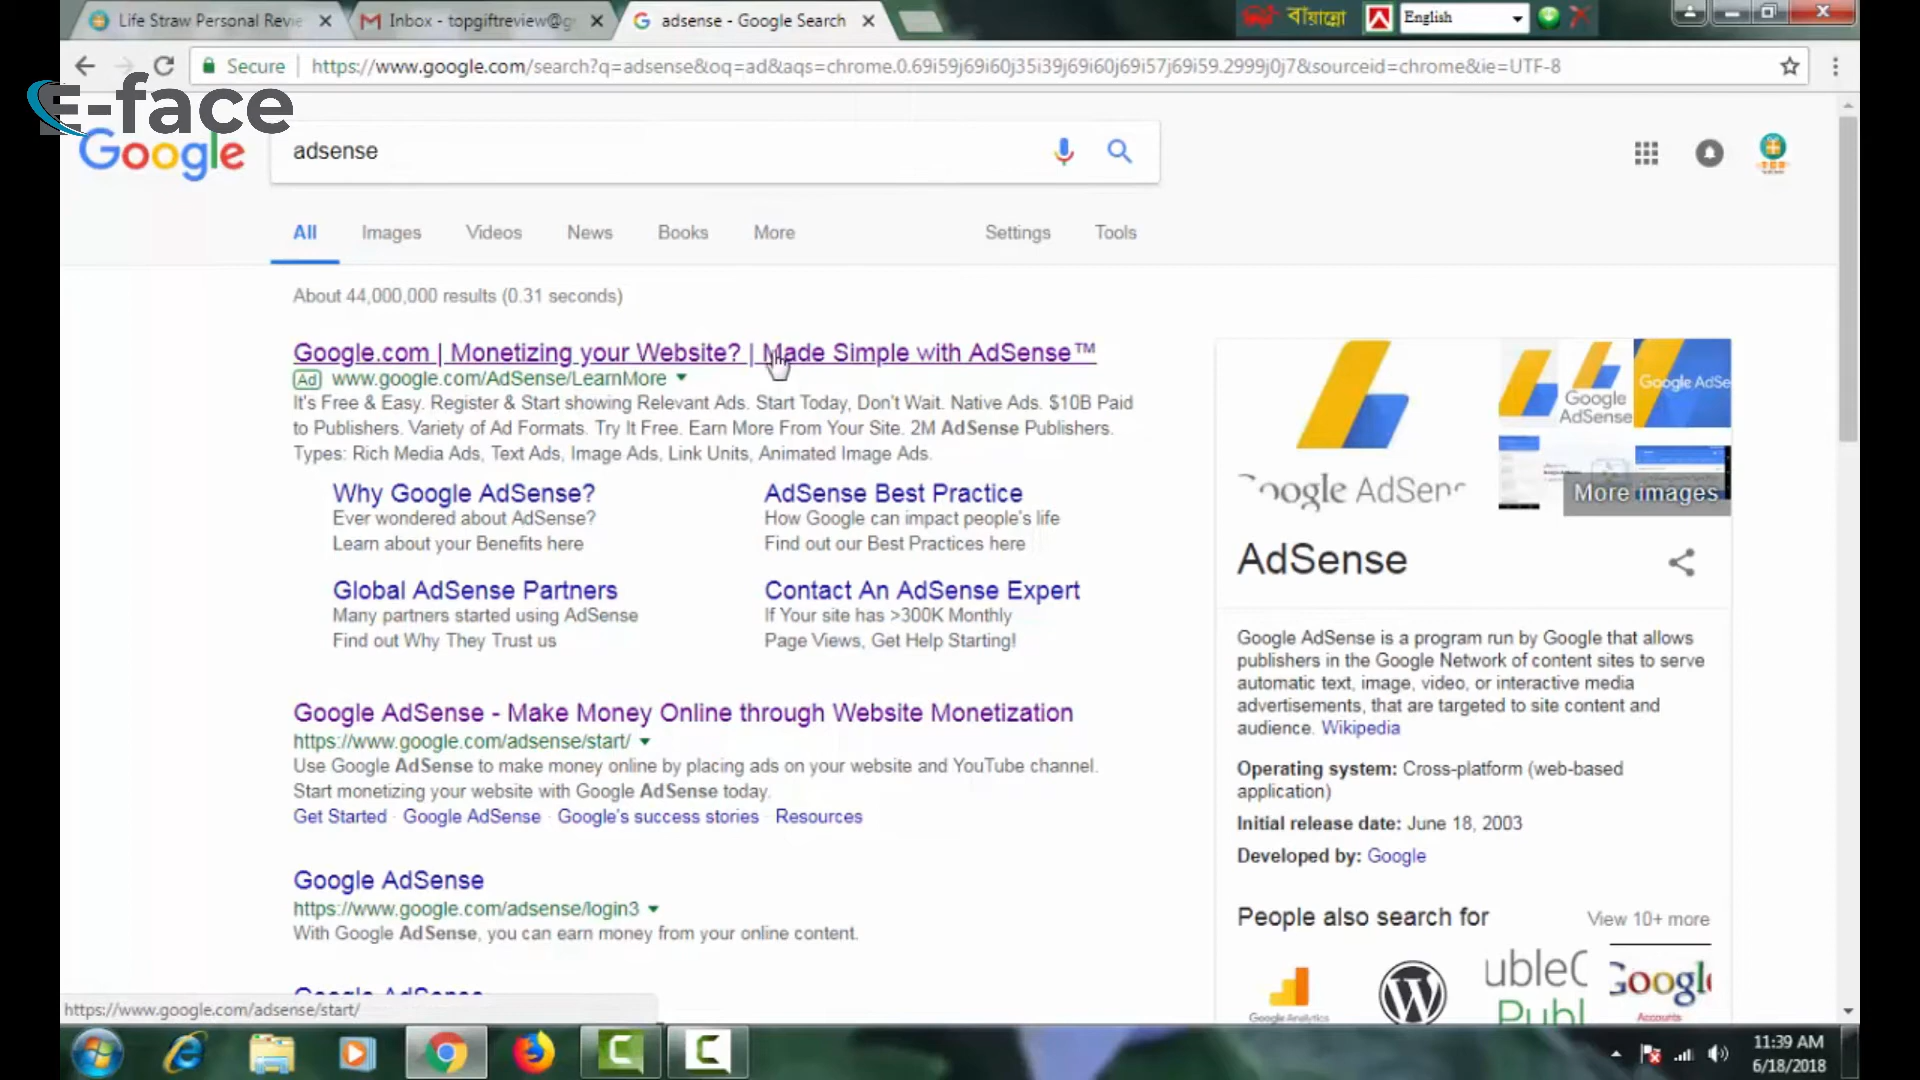 Life Straw Personal Revie
Inbox - topgiftreview@g
adsense - Google Search
English
Secure
https://www.google.com/search?q=adsense&oq=ad&aqs=chrome.0.69i59j69i60j35i39j69i60j69i57j69i59.2999j0j7&sourceid=chrome&ie=UTF-8
E-face
Google
adsense
All Images Videos News Books More Settings Tools
About 44,000,000 results (0.31 seconds)
Google.com | Monetizing your Website? | Made Simple with AdSense™
Ad www.google.com/AdSense/LearnMore
It's Free & Easy. Register & Start showing Relevant Ads. Start Today, Don't Wait. Native Ads. $10B Paid
to Publishers. Variety of Ad Formats. Try It Free. Earn More From Your Site. 2M AdSense Publishers.
Types: Rich Media Ads, Text Ads, Image Ads, Link Units, Animated Image Ads.
Why Google AdSense?
Ever wondered about AdSense?
Learn about your Benefits here
AdSense Best Practice
How Google can impact people's life
Find out our Best Practices here
Global AdSense Partners
Many partners started using AdSense
Find out Why They Trust us
Contact An AdSense Expert
If Your site has >300K Monthly
Page Views, Get Help Starting!
Google AdSense - Make Money Online through Website Monetization
https://www.google.com/adsense/start/
Use Google AdSense to make money online by placing ads on your website and YouTube channel.
Start monetizing your website with Google AdSense today.
Get Started · Google AdSense · Google's success stories · Resources
Google AdSense
https://www.google.com/adsense/login3
With Google AdSense, you can earn money from your online content.
Google AdSense
https://www.google.com/adsense/start/
Google AdSen
Google
AdSense
Google AdSe
More images
AdSense
Google AdSense is a program run by Google that allows
publishers in the Google Network of content sites to serve
automatic text, image, video, or interactive media
advertisements, that are targeted to site content and
audience. Wikipedia
Operating system: Cross-platform (web-based
application)
Initial release date: June 18, 2003
Developed by: Google
People also search for View 10+ more
Google Analytics
ubleC
Publ
Google
Accounts
11:39 AM
6/18/2018